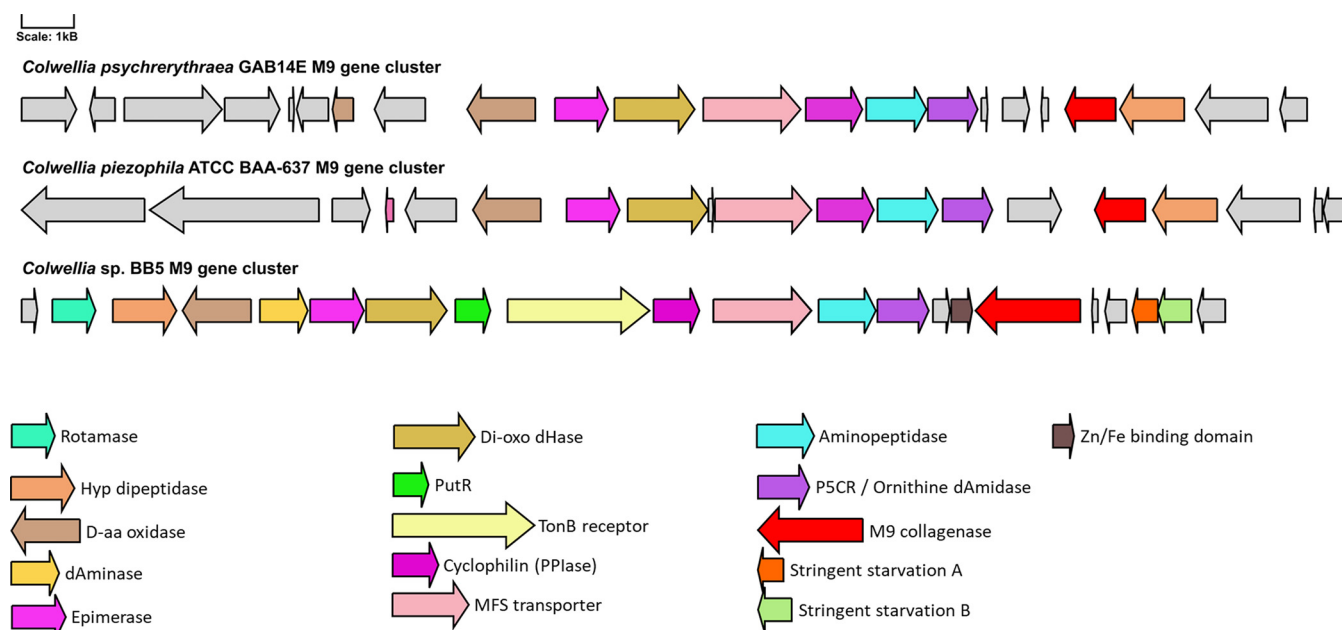 Scale: 1kB
Colwellia psychrerythraea GAB14E M9 gene cluster
Colwellia piezophila ATCC BAA-637 M9 gene cluster
Colwellia sp. BB5 M9 gene cluster
Rotamase
Hyp dipeptidase
D-aa oxidase
dAminase
Epimerase
Di-oxo dHase
PutR
TonB receptor
Cyclophilin (PPIase)
MFS transporter
Aminopeptidase
P5CR / Ornithine dAmidase
M9 collagenase
Stringent starvation A
Stringent starvation B
Zn/Fe binding domain